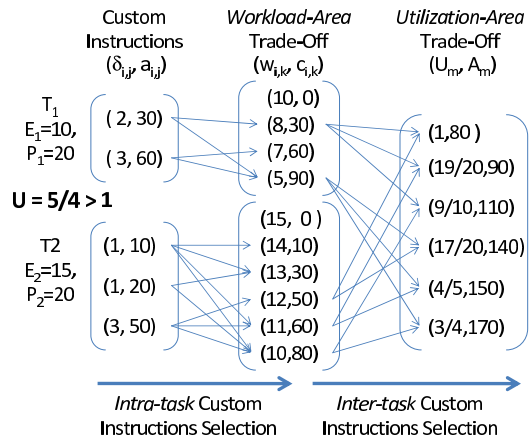 Custom
Instructions
(δi,j, ai,j)
Workload-Area
Trade-Off
(wi,k, ci,k)
Utilization-Area
Trade-Off
(Um, Am)
T1
E1=10,
P1=20
( 2, 30)
( 3, 60)
(10, 0)
(8,30)
(7,60)
(5,90)
U = 5/4 > 1
T2
E2=15,
P2=20
(1, 10)
(1, 20)
(3, 50)
(15, 0 )
(14,10)
(13,30)
(12,50)
(11,60)
(10,80)
(1,80 )
(19/20,90)
(9/10,110)
(17/20,140)
(4/5,150)
(3/4,170)
Intra-task Custom
Instructions Selection
Inter-task Custom
Instructions Selection